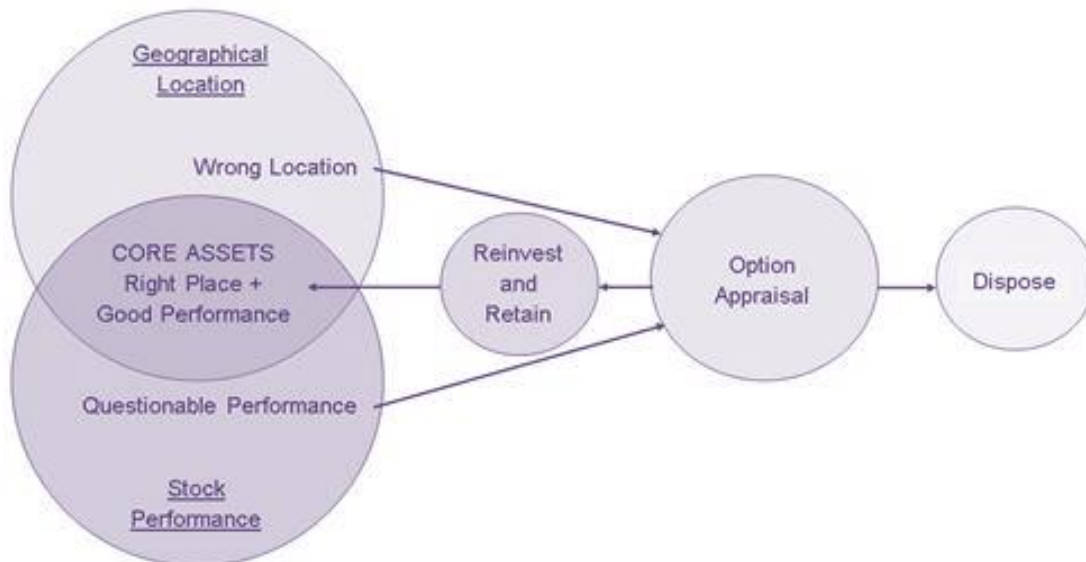 Geographical
Location
Wrong Location
CORE ASSETS
Right Place +
Good Performance
Questionable Performance
Stock
Performance
Reinvest
and
Retain
Option
Appraisal
Dispose